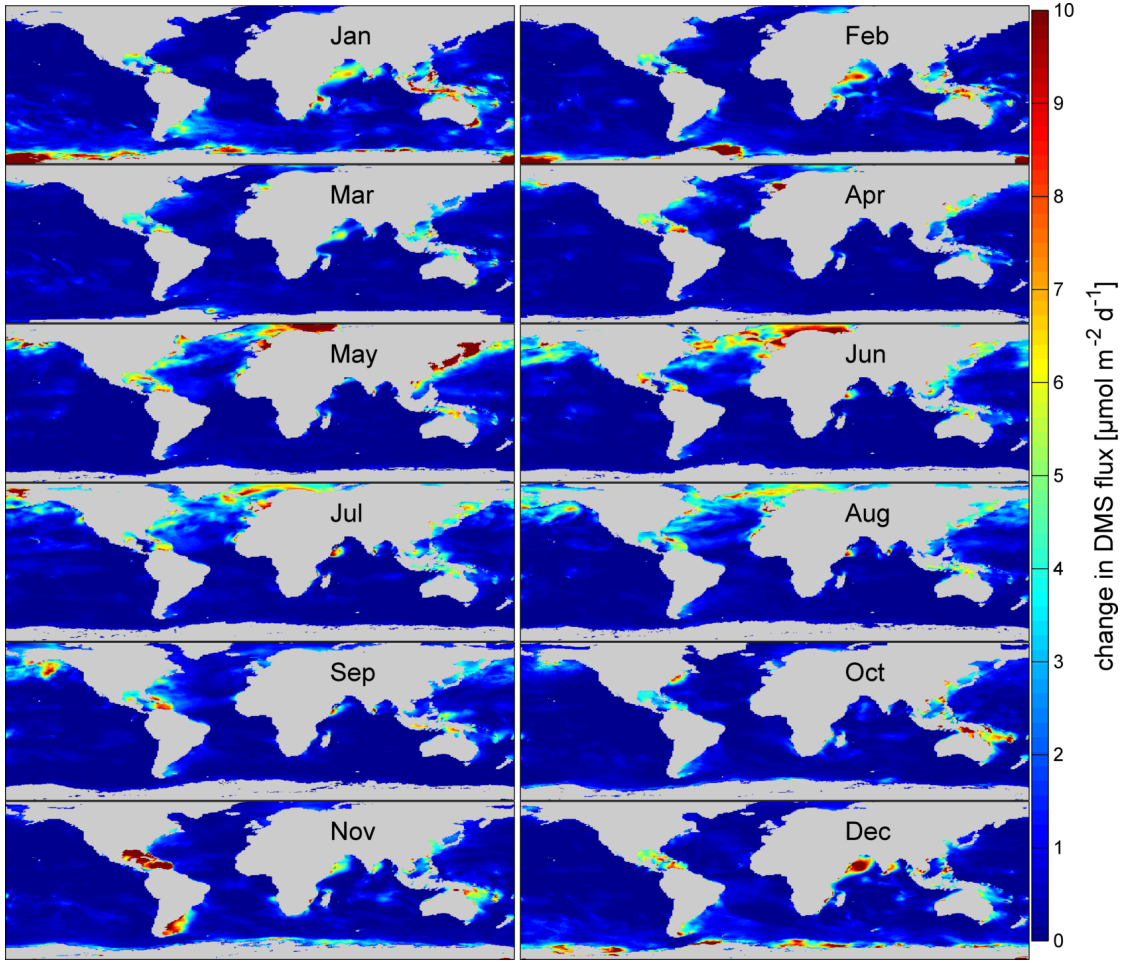 Jan
Feb
Mar
Apr
May
Jun
Jul
Aug
Sep
Oct
Nov
Dec
10
9
8
7
6
5
4
3
2
1
0
change in DMS flux [μmol m⁻² d⁻¹]